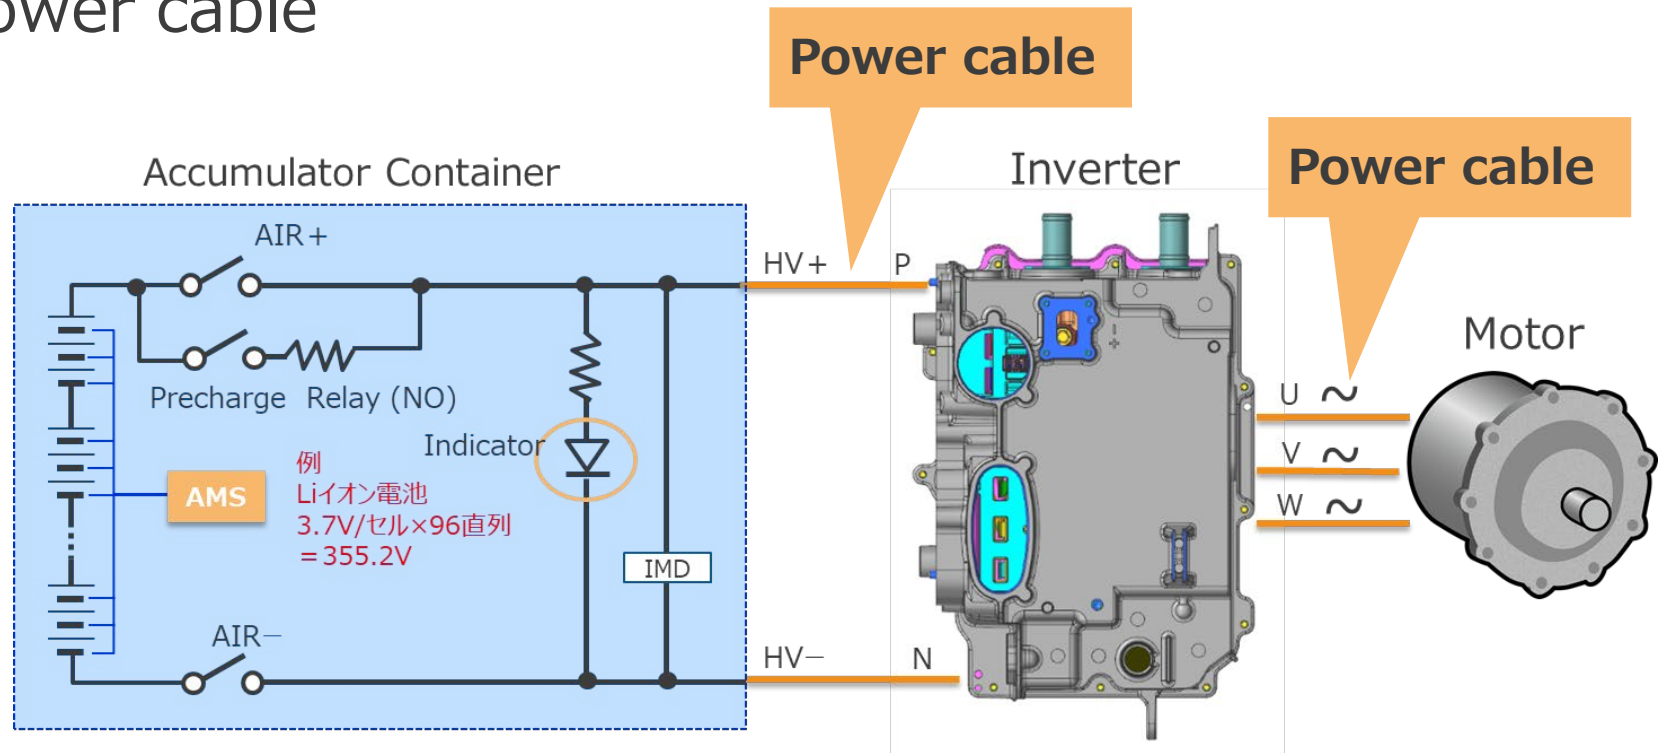 ower cable
Power cable
Power cable
Accumulator Container
Inverter
Motor
AIR+
HV+
P
Precharge Relay (NO)
Indicator
U ~
V ~
W ~
AMS
例
Liイオン電池
3.7V/セル×96直列
=355.2V
IMD
AIR−
HV−
N